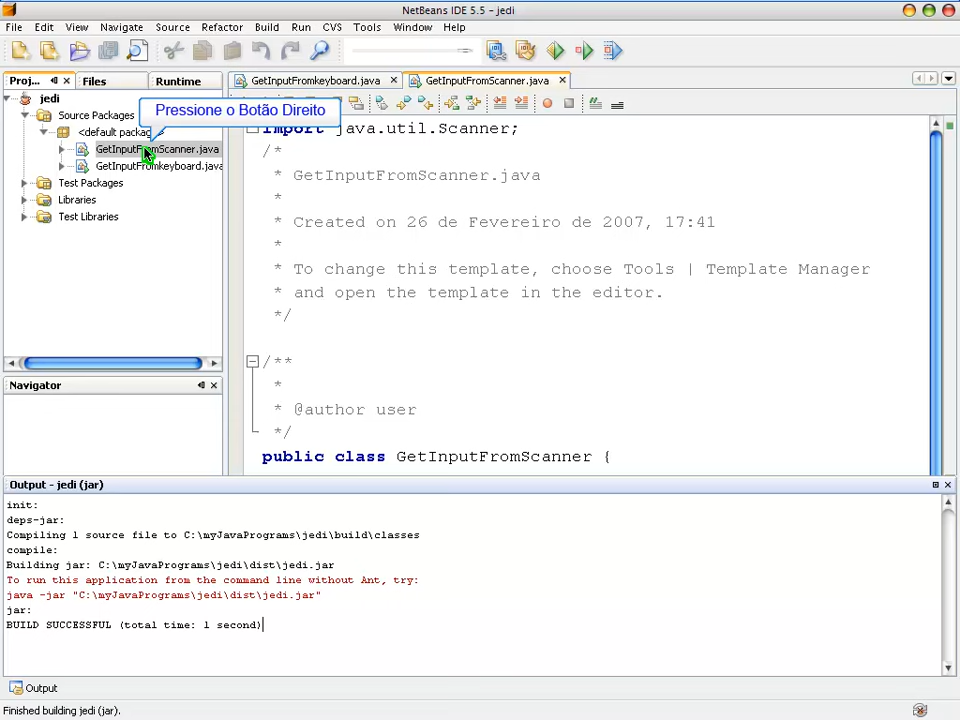 NetBeans IDE 5.5 - jedi
File Edit View Navigate Source Refactor Build Run CVS Tools Window Help
Proj... Files Runtime
GetInputFromkeyboard.java GetInputFromScanner.java
jedi
Source Packages
Pressione o Botão Direito
<default packag
GetInputFromScanner.java
GetInputFromkeyboard.java
Test Packages
Libraries
Test Libraries
import java.util.Scanner;
/*
* GetInputFromScanner.java
*
* Created on 26 de Fevereiro de 2007, 17:41
*
* To change this template, choose Tools | Template Manager
* and open the template in the editor.
*/
/**
*
* @author user
*/
public class GetInputFromScanner {
Navigator
Output - jedi (jar)
init:
deps-jar:
Compiling 1 source file to C:\myJavaPrograms\jedi\build\classes
compile:
Building jar: C:\myJavaPrograms\jedi\dist\jedi.jar
To run this application from the command line without Ant, try:
java -jar "C:\myJavaPrograms\jedi\dist\jedi.jar"
jar:
BUILD SUCCESSFUL (total time: 1 second)
Output
Finished building jedi (jar).